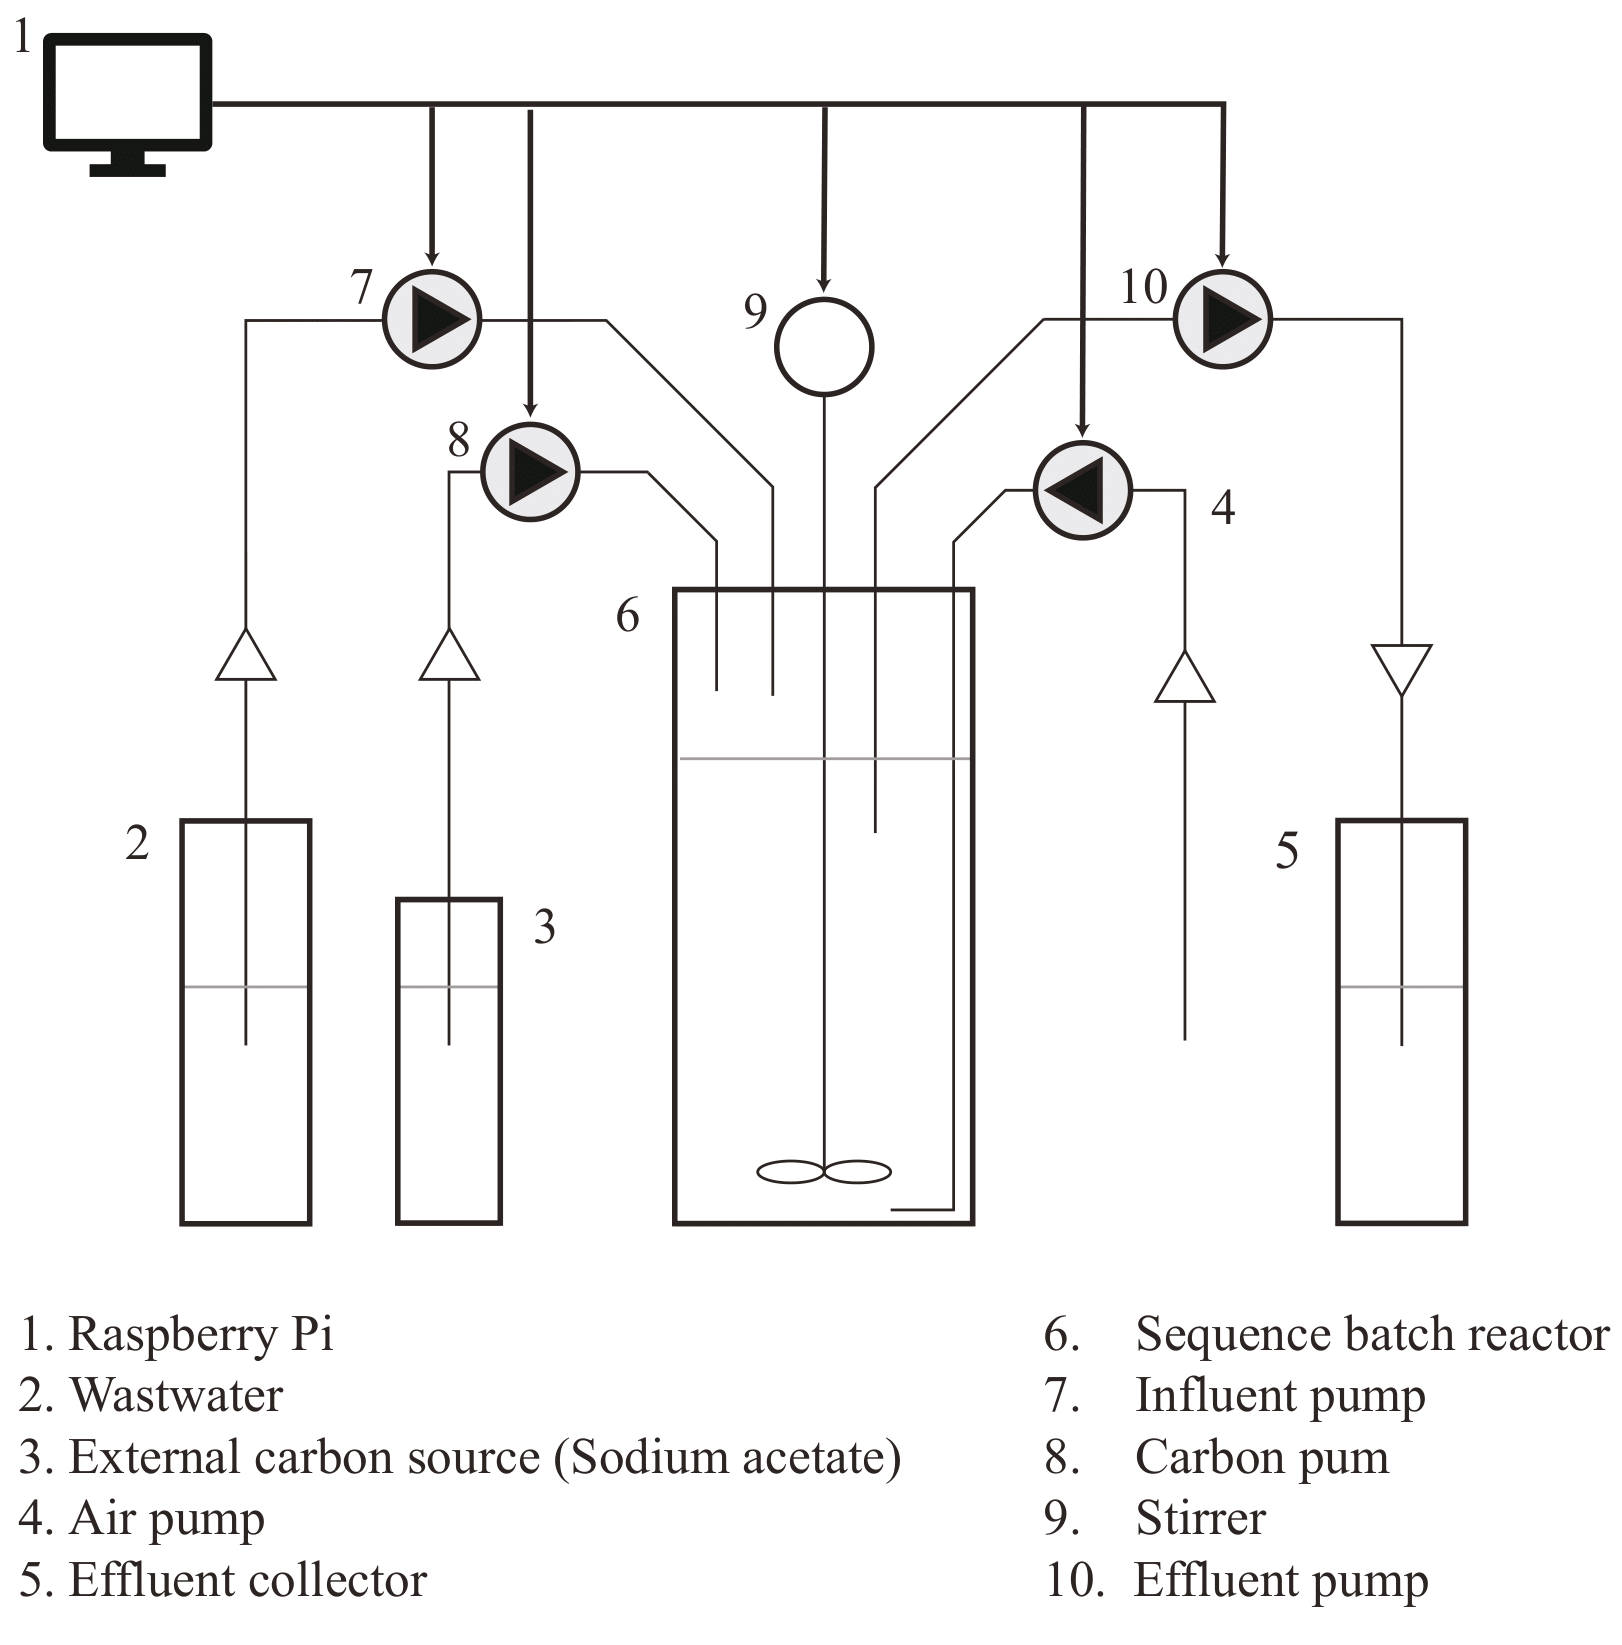 1
7
10
9
8
4
6
2
5
3
1. Raspberry Pi
2. Wastwater
3. External carbon source (Sodium acetate)
4. Air pump
5. Effluent collector
6. Sequence batch reactor
7. Influent pump
8. Carbon pum
9. Stirrer
10. Effluent pump